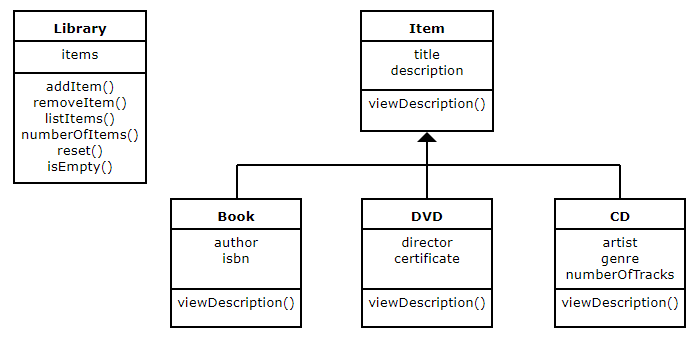 Library
items
addItem()
removeItem()
listItems()
numberOfItems()
reset()
isEmpty()
Item
title
description
viewDescription()
Book
author
isbn
viewDescription()
DVD
director
certificate
viewDescription()
CD
artist
genre
numberOfTracks
viewDescription()